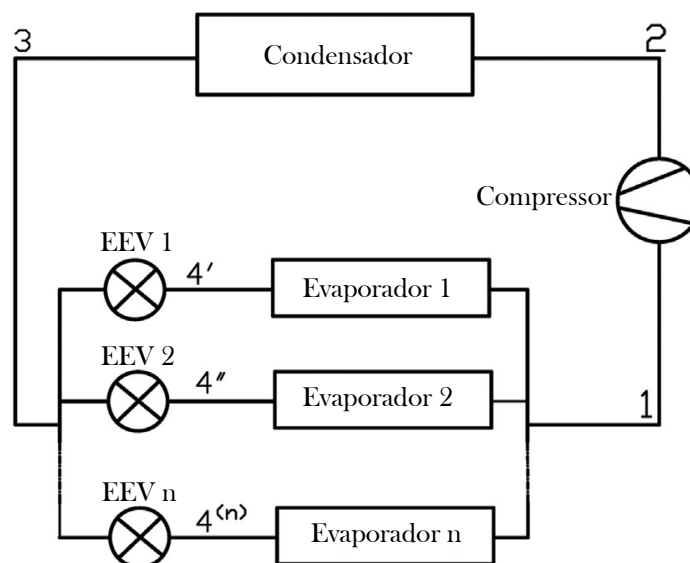 3
Condensador
2
Compressor
EEV 1
4′
Evaporador 1
EEV 2
4″
Evaporador 2
1
EEV n
4⁽ⁿ⁾
Evaporador n